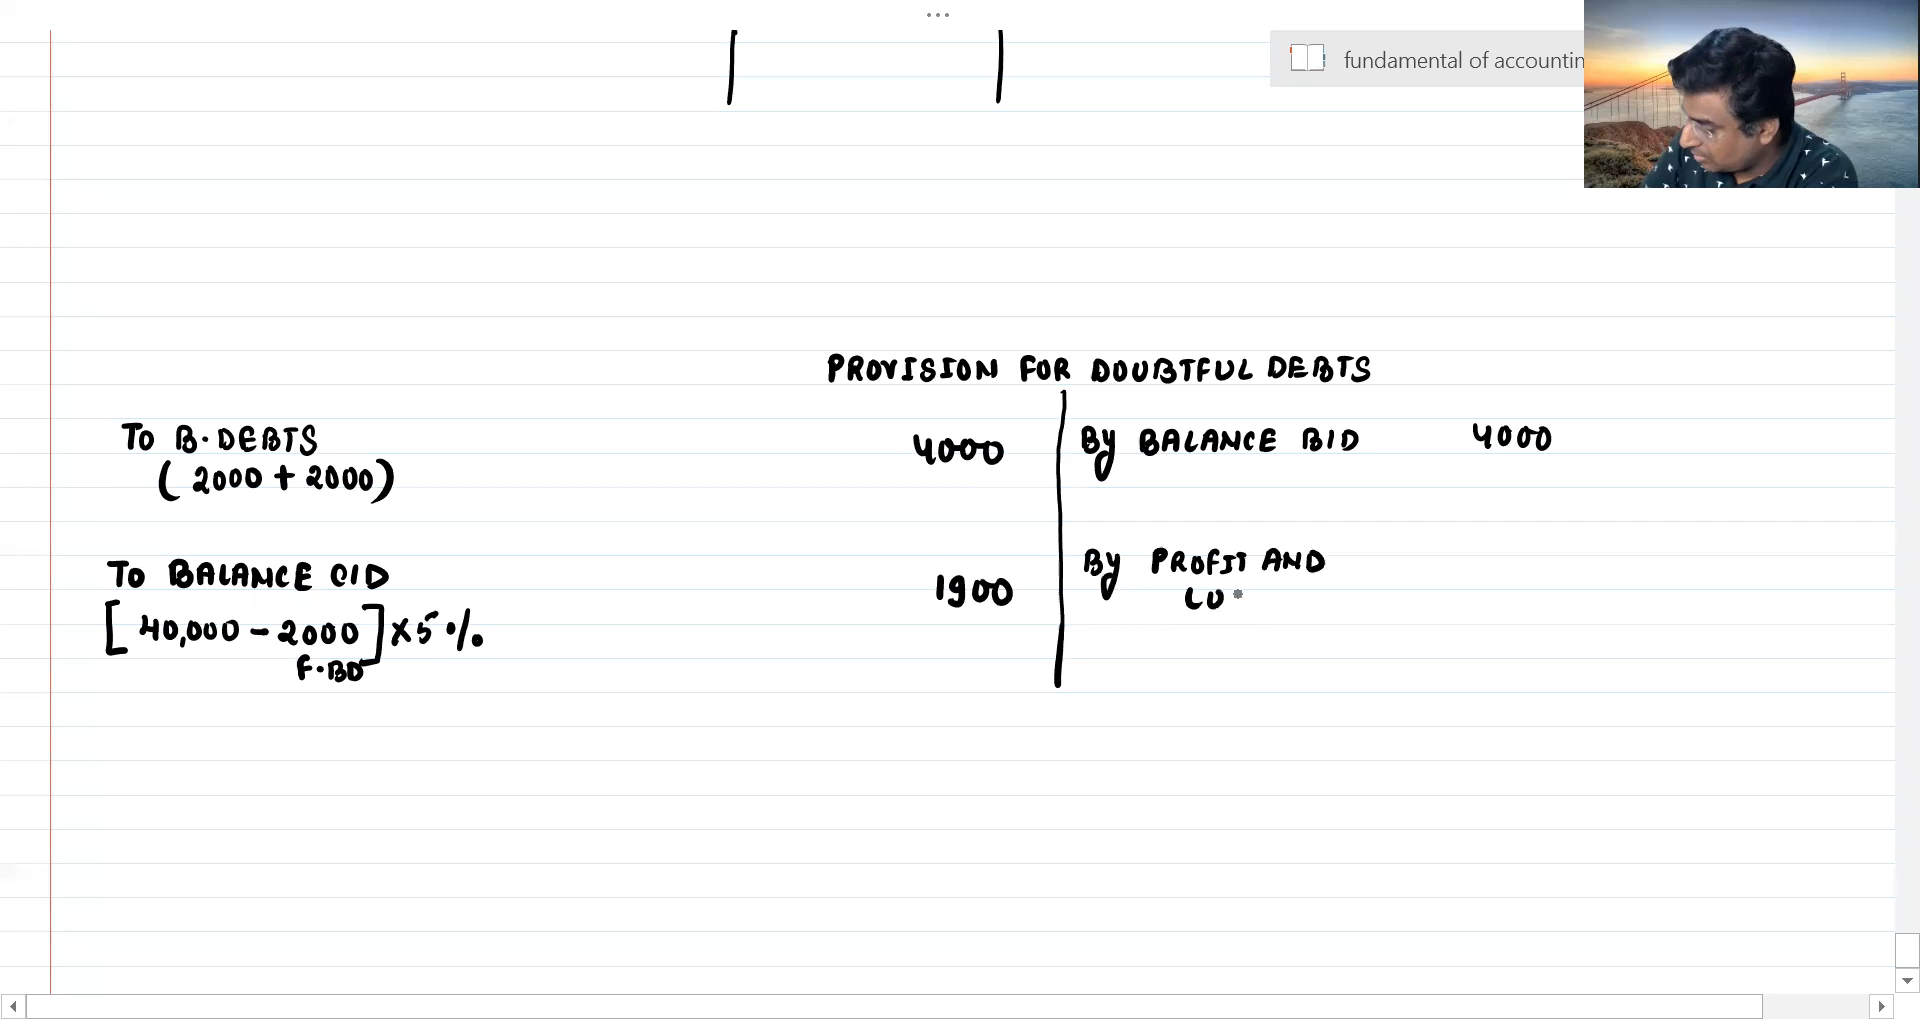 fundamental of accountin
PROVISION FOR DOUBTFUL DEBTS
TO B. DEBTS 4000 By BALANCE B/D 4000
(2000 + 2000)
TO BALANCE C/D 1900 By PROFIT AND
LO
[40,000 - 2000] X 5%
F.BD